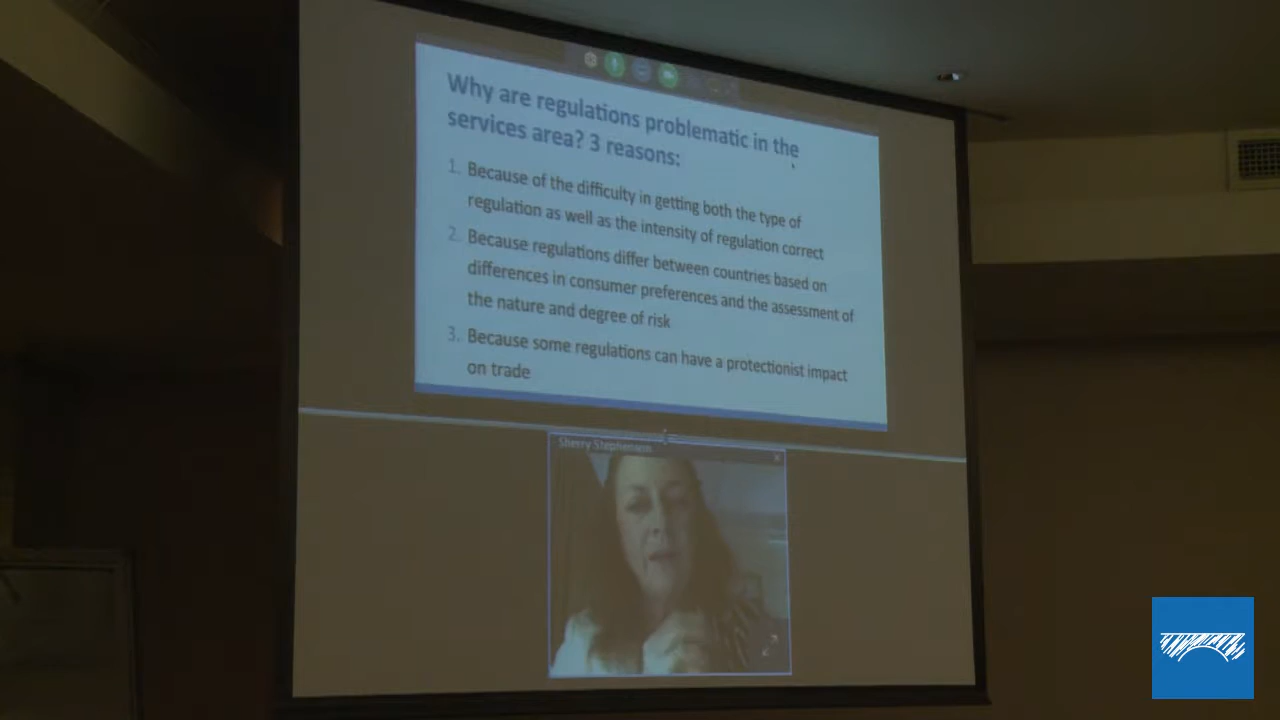 Why are regulations problematic in the
services area? 3 reasons:
1. Because of the difficulty in getting both the type of
regulation as well as the intensity of regulation correct
2. Because regulations differ between countries based on
differences in consumer preferences and the assessment of
the nature and degree of risk
3. Because some regulations can have a protectionist impact
on trade
Sherry Stephenson